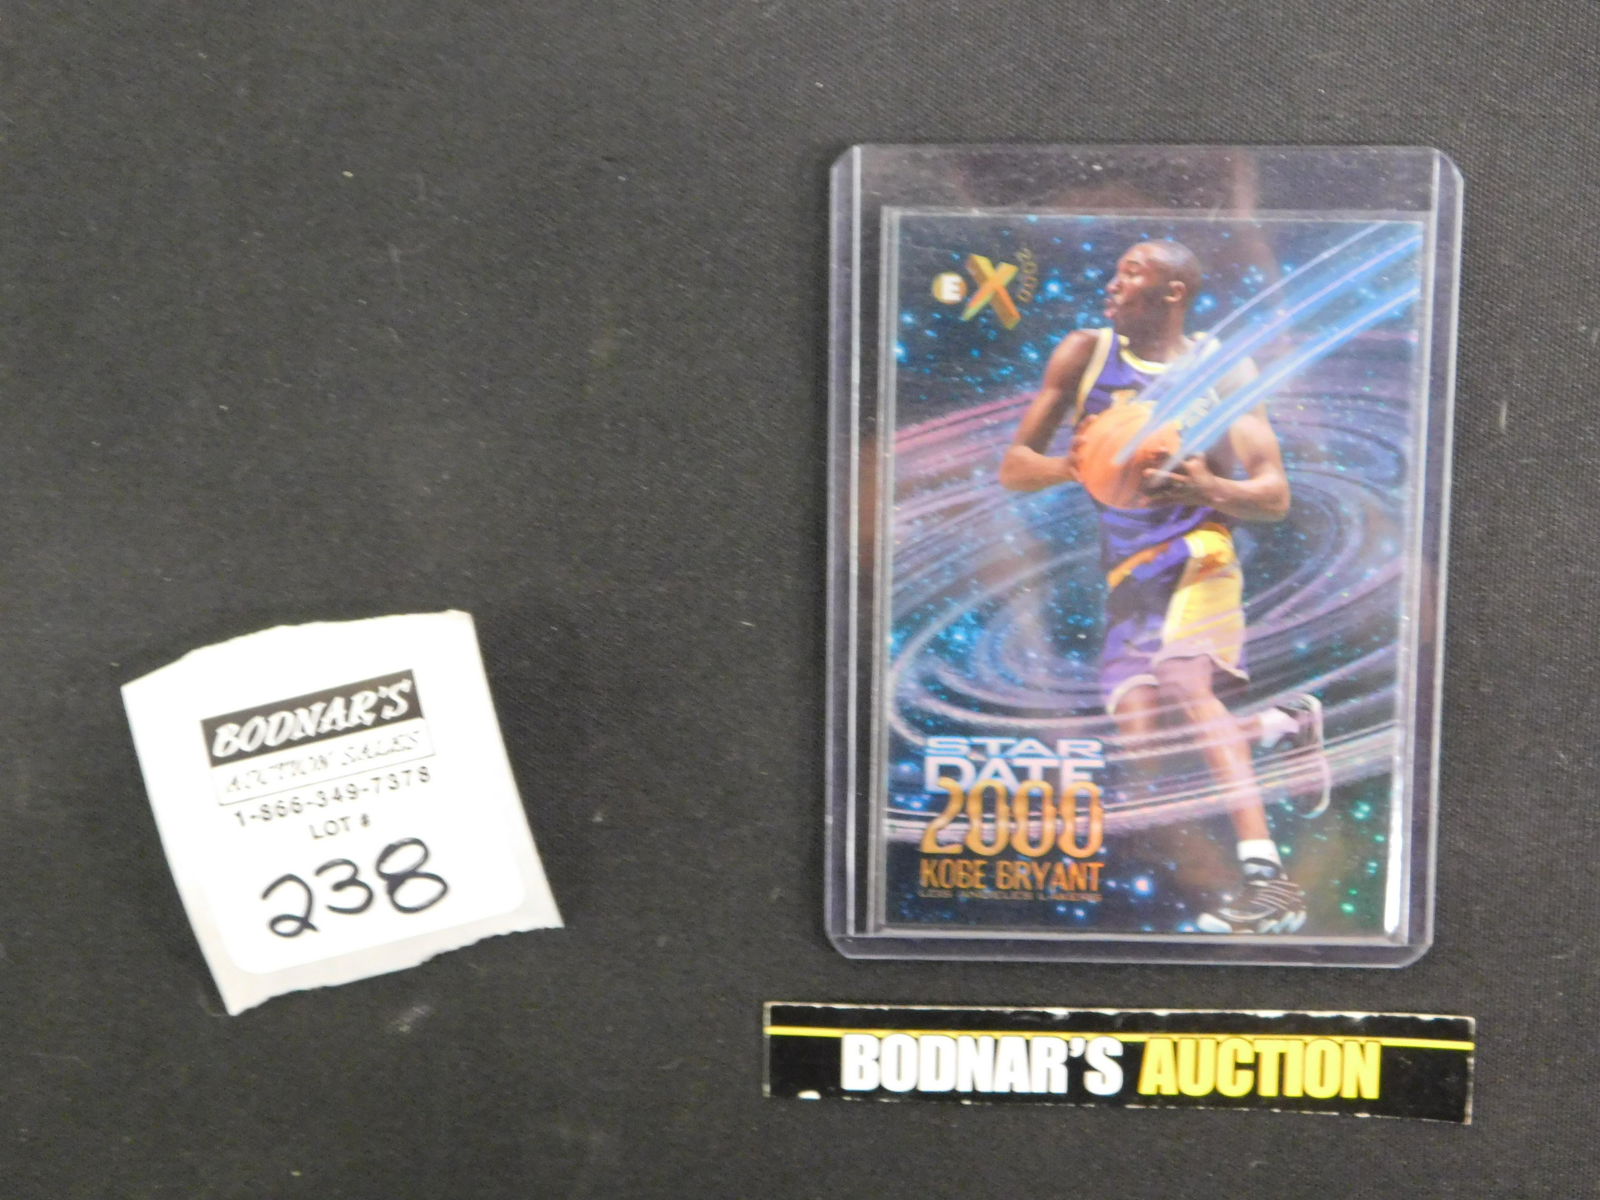 BODNAR'S
AUCTION SALES
1-866-349-7378
LOT #
238
EX
2000
STAR
DATE
2000
KOBE BRYANT
LOS ANGELES LAKERS
BODNAR'S AUCTION